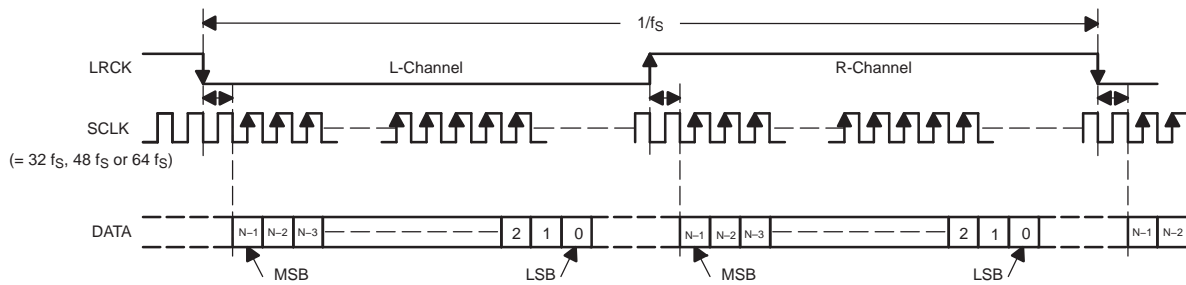 1/fS
LRCK
L-Channel
R-Channel
SCLK
(= 32 fS, 48 fS or 64 fS)
DATA
N–1 N–2 N–3 2 1 0 N–1 N–2 N–3 2 1 0 N–1 N–2
MSB LSB MSB LSB